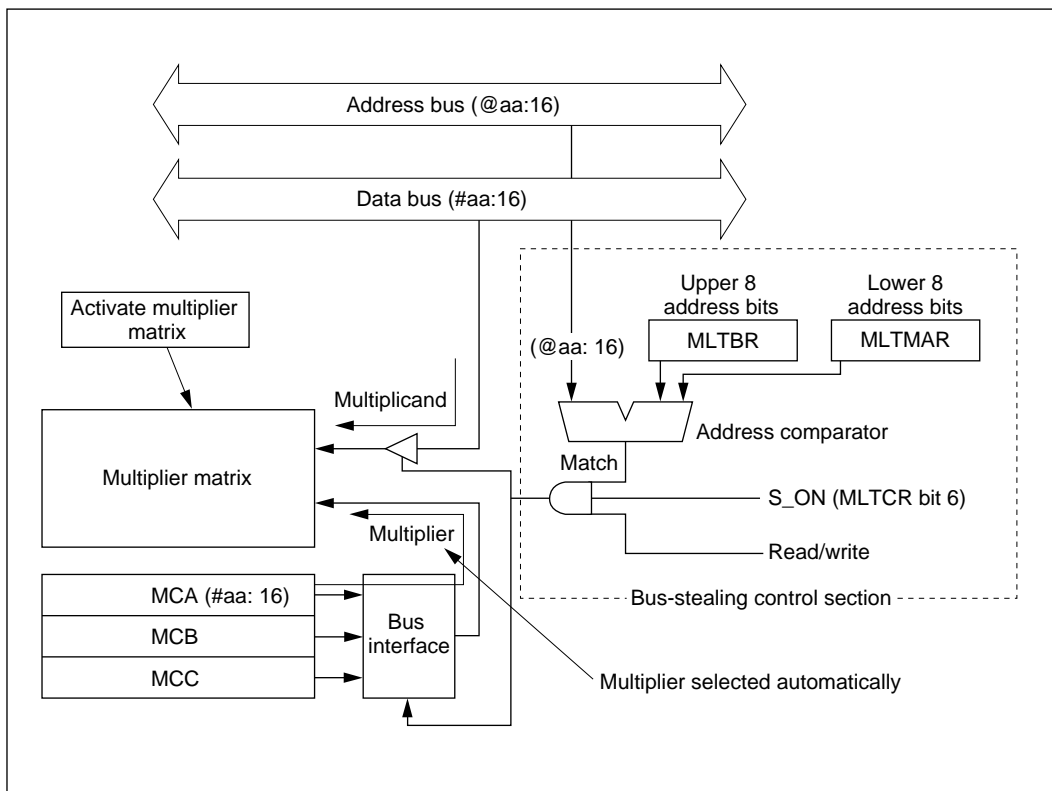 Address bus (@aa:16)
Data bus (#aa:16)
Upper 8
address bits
Lower 8
address bits
MLTBR
MLTMAR
(@aa: 16)
Activate multiplier
matrix
Multiplicand
Address comparator
Multiplier matrix
Match
S_ON (MLTCR bit 6)
Multiplier
Read/write
MCA (#aa: 16)
MCB
MCC
Bus
interface
Bus-stealing control section
Multiplier selected automatically